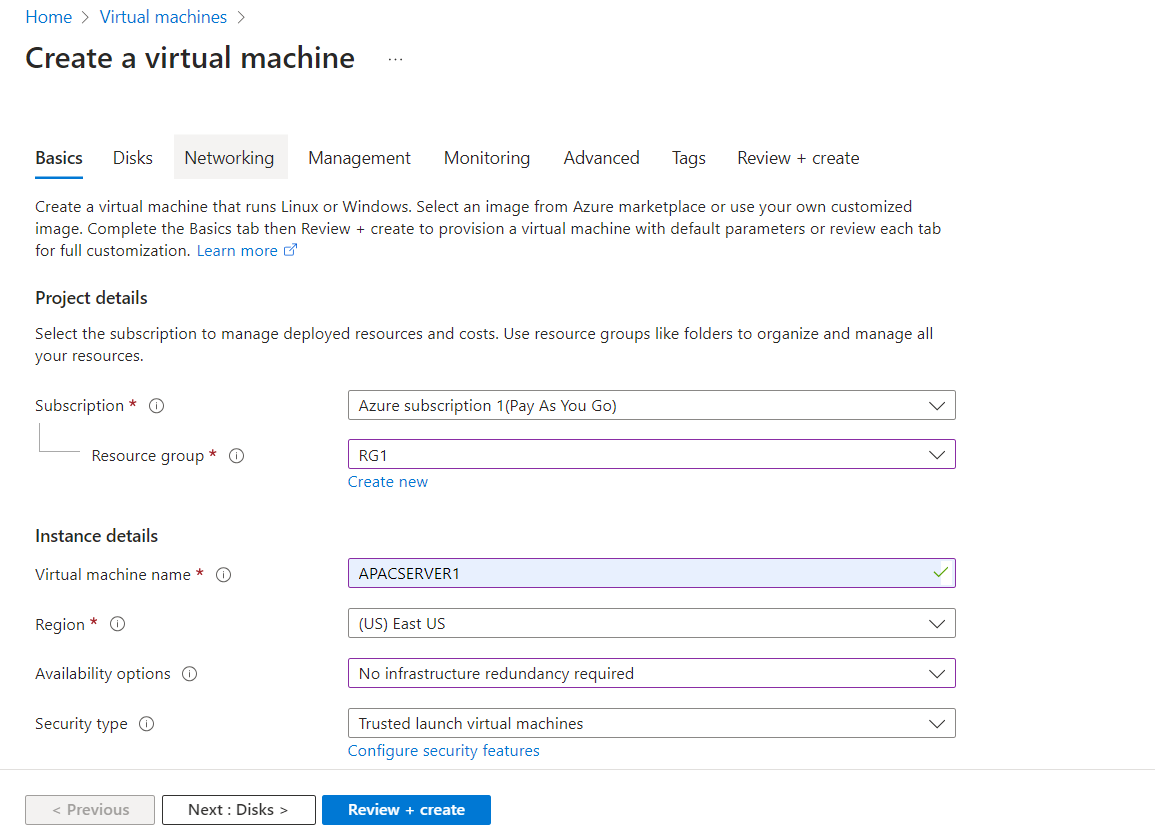 Home > Virtual machines >
Create a virtual machine ...
Basics Disks Networking Management Monitoring Advanced Tags Review + create
Create a virtual machine that runs Linux or Windows. Select an image from Azure marketplace or use your own customized
image. Complete the Basics tab then Review + create to provision a virtual machine with default parameters or review each tab
for full customization. Learn more
Project details
Select the subscription to manage deployed resources and costs. Use resource groups like folders to organize and manage all
your resources.
Subscription * Azure subscription 1(Pay As You Go)
Resource group * RG1
Create new
Instance details
Virtual machine name * APACSERVER1
Region * (US) East US
Availability options No infrastructure redundancy required
Security type Trusted launch virtual machines
Configure security features
< Previous Next : Disks > Review + create